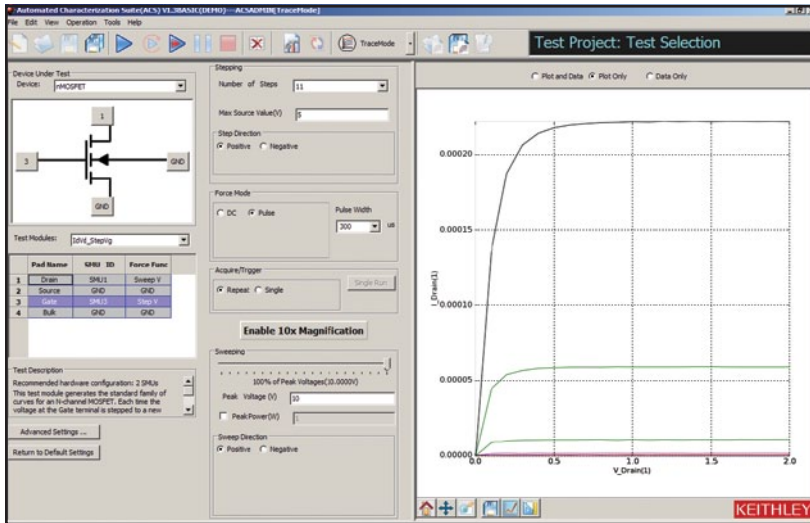 Automated Characterization Suite(ACS) V1.3BASIC(DEMO)---ACSADMIN[TraceMode]
File Edit View Operation Tools Help
TraceMode
Test Project: Test Selection
Device Under Test
Device: nMOSFET
1
3
GND
GND
Test Modules: IdVd_StepVg
Pad Name SMU ID Force Func
1 Drain SMU1 Sweep V
2 Source GND GND
3 Gate SMU3 Step V
4 Bulk GND GND
Test Description
Recommended hardware configuration: 2 SMUs
This test module generates the standard family of
curves for an N-channel MOSFET. Each time the
voltage at the Gate terminal is stepped to a new
Advanced Settings ...
Return to Default Settings
Stepping
Number of Steps 11
Max Source Value(V) 5
Step Direction
Positive Negative
Force Mode
DC Pulse
Pulse Width
300 us
Acquire/Trigger
Repeat Single
Single Run
Enable 10x Magnification
Sweeping
100% of Peak Voltages(10.0000V)
Peak Voltage (V) 10
PeakPower(W) 1
Sweep Direction
Positive Negative
Plot and Data Plot Only Data Only
0.00020
0.00015
0.00010
0.00005
0.00000
I_Drain(1)
0.0 0.5 1.0 1.5 2.0
V_Drain(1)
KEITHLEY